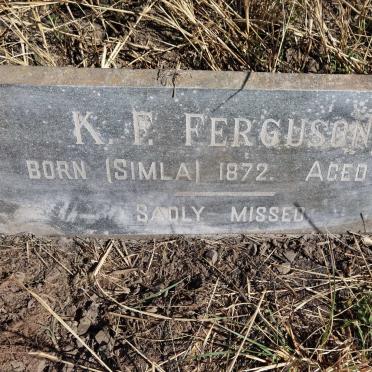 K. F. FERGUSON
BORN (SIMLA) 1872. AGED
SADLY MISSED